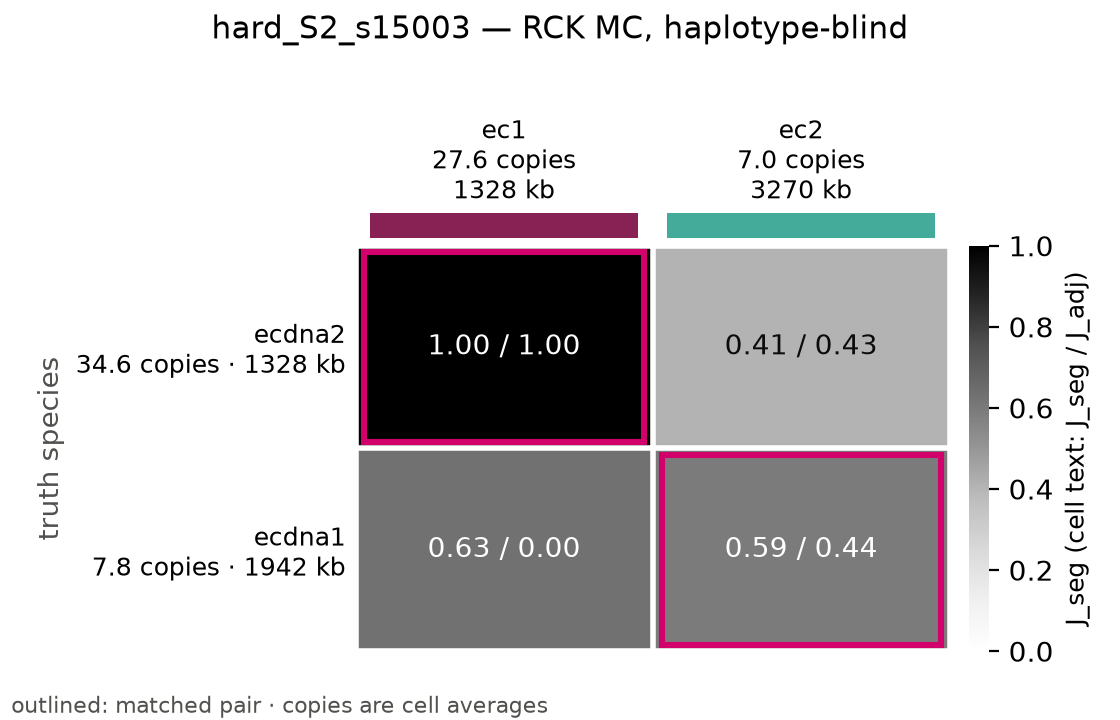 hard_S2_s15003 — RCK MC, haplotype-blind
ec1
27.6 copies
1328 kb
ec2
7.0 copies
3270 kb
truth species
ecdna2
34.6 copies · 1328 kb
1.00 / 1.00
0.41 / 0.43
ecdna1
7.8 copies · 1942 kb
0.63 / 0.00
0.59 / 0.44
1.0
0.8
0.6
0.4
0.2
0.0
J_seg (cell text: J_seg / J_adj)
outlined: matched pair · copies are cell averages